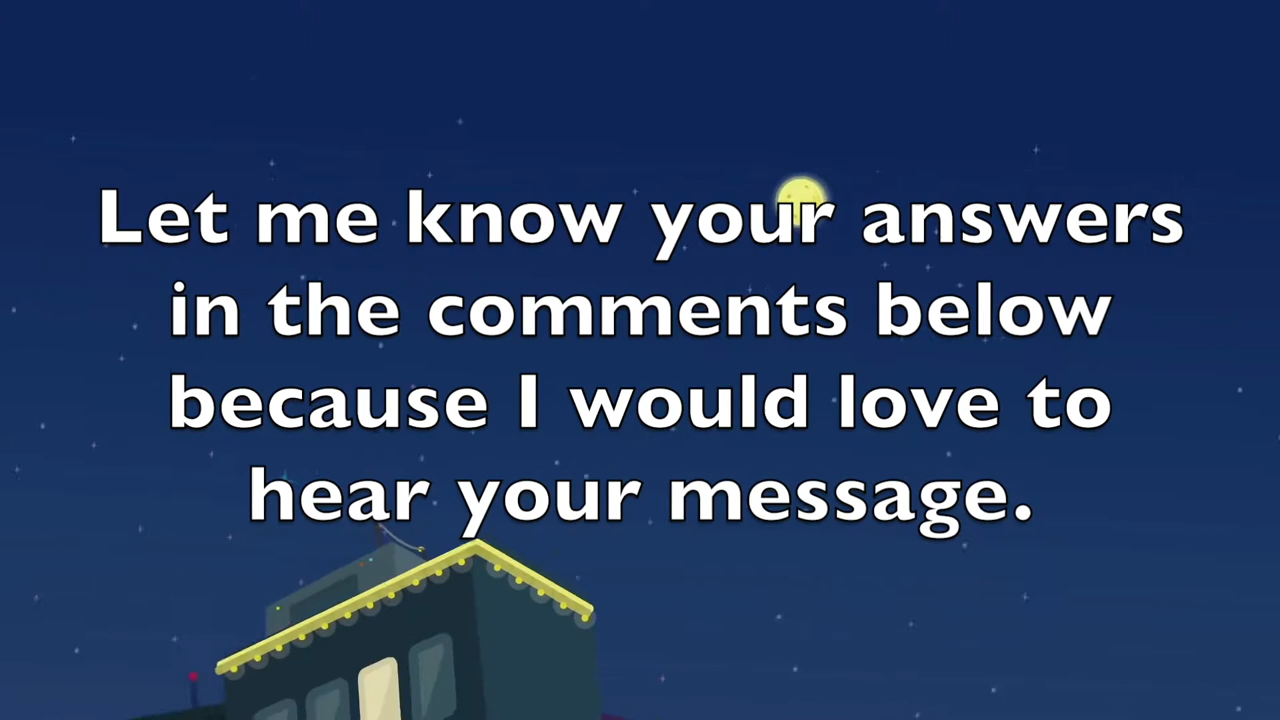 Let me know your answers
in the comments below
because I would love to
hear your message.